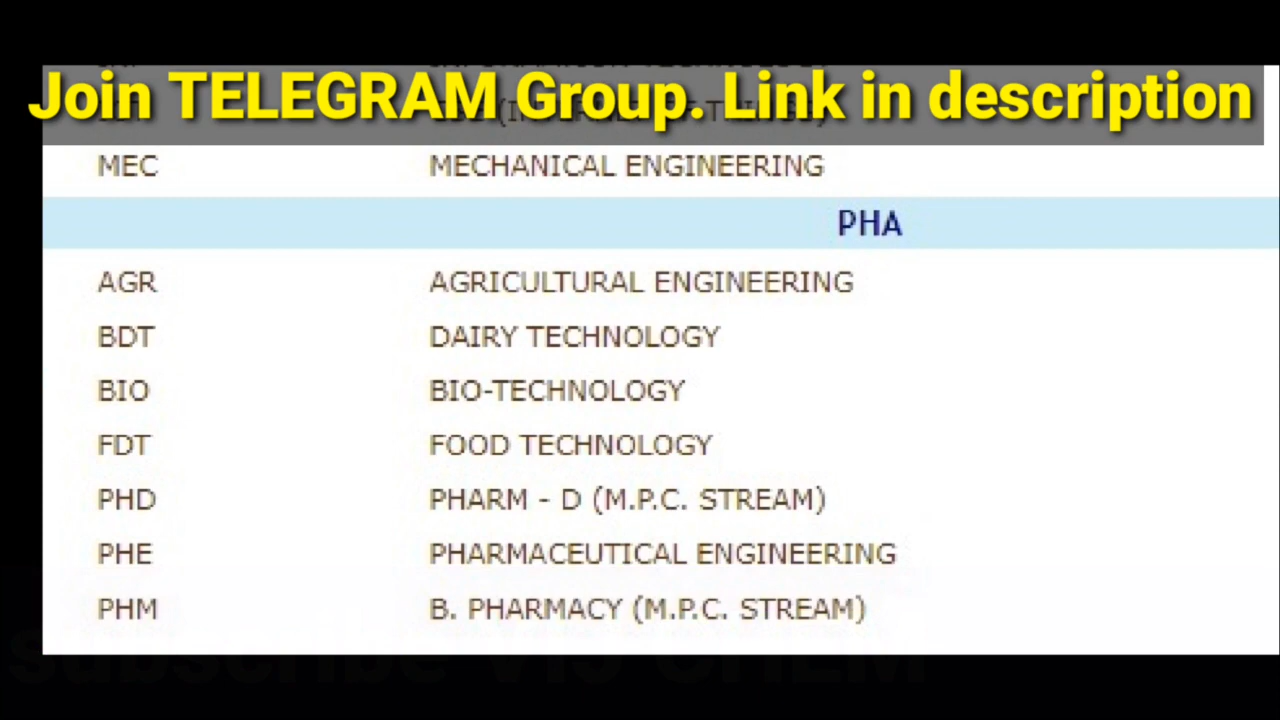 Join TELEGRAM Group. Link in description
MEC MECHANICAL ENGINEERING
PHA
AGR AGRICULTURAL ENGINEERING
BDT DAIRY TECHNOLOGY
BIO BIO-TECHNOLOGY
FDT FOOD TECHNOLOGY
PHD PHARM - D (M.P.C. STREAM)
PHE PHARMACEUTICAL ENGINEERING
PHM B. PHARMACY (M.P.C. STREAM)
subscribe